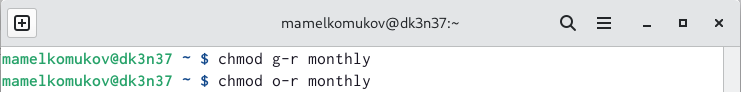 mamelkomukov@dk3n37:~
mamelkomukov@dk3n37 ~ $ chmod g-r monthly
mamelkomukov@dk3n37 ~ $ chmod o-r monthly